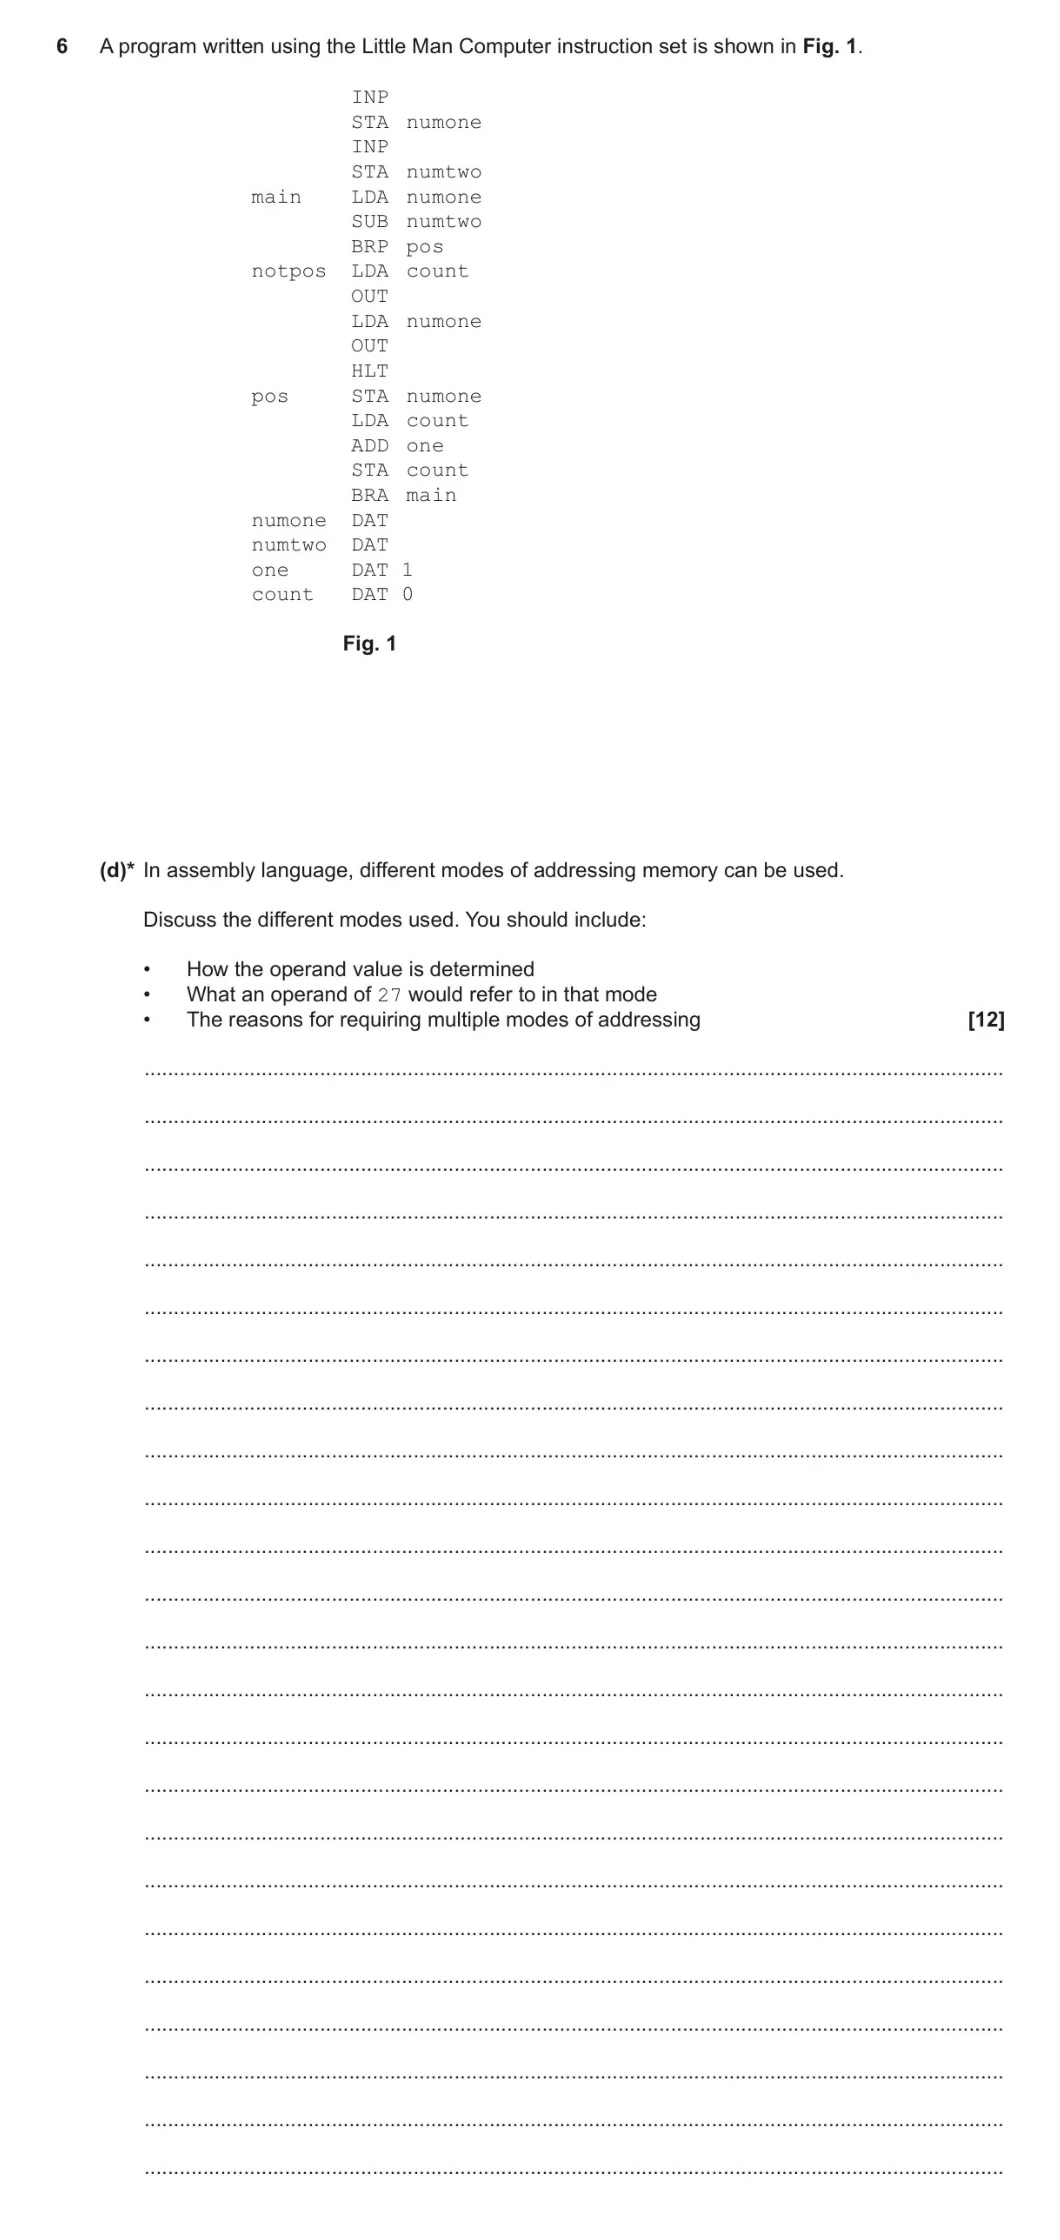 6 A program written using the Little Man Computer instruction set is shown in Fig. 1.
INP
STA numone
INP
STA numtwo
main LDA numone
SUB numtwo
BRP pos
notpos LDA count
OUT
LDA numone
OUT
HLT
pos STA numone
LDA count
ADD one
STA count
BRA main
numone DAT
numtwo DAT
one DAT 1
count DAT 0
Fig. 1
(d)* In assembly language, different modes of addressing memory can be used.
Discuss the different modes used. You should include:
• How the operand value is determined
• What an operand of 27 would refer to in that mode
• The reasons for requiring multiple modes of addressing [12]